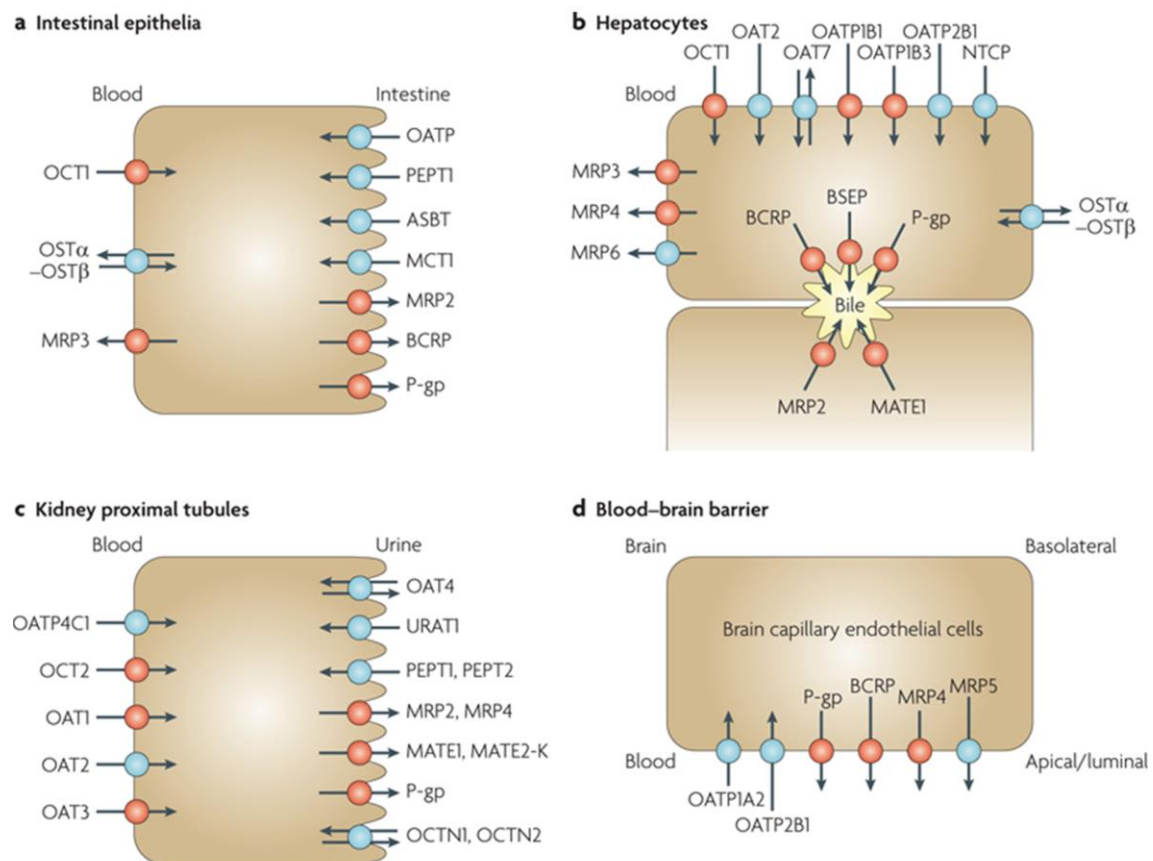 a Intestinal epithelia
Blood
Intestine
OCT1
OSTα
–OSTβ
MRP3
OATP
PEPT1
ASBT
MCT1
MRP2
BCRP
P-gp
b Hepatocytes
OCT1
OAT2
OAT7
OATP1B1
OATP1B3
OATP2B1
NTCP
Blood
MRP3
MRP4
MRP6
BCRP
BSEP
P-gp
OSTα
–OSTβ
Bile
MRP2
MATE1
c Kidney proximal tubules
Blood
Urine
OATP4C1
OCT2
OAT1
OAT2
OAT3
OAT4
URAT1
PEPT1, PEPT2
MRP2, MRP4
MATE1, MATE2-K
P-gp
OCTN1, OCTN2
d Blood–brain barrier
Brain
Basolateral
Brain capillary endothelial cells
P-gp
BCRP
MRP4
MRP5
Blood
Apical/luminal
OATP1A2
OATP2B1